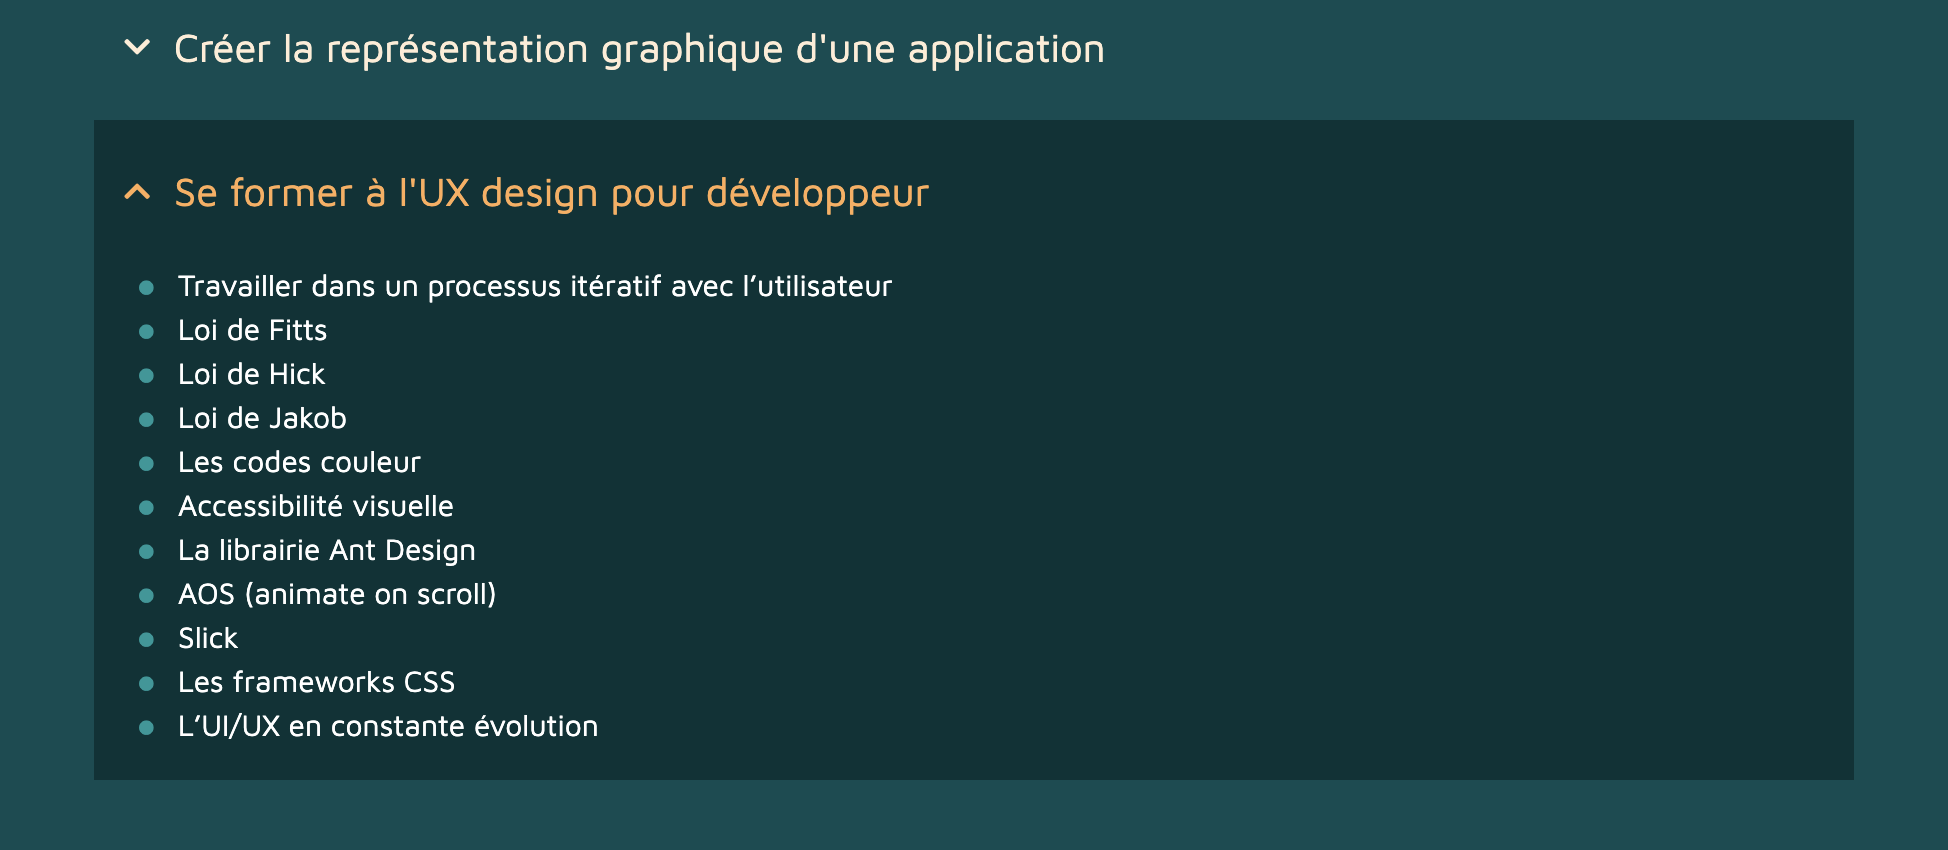 Créer la représentation graphique d'une application
Se former à l'UX design pour développeur
Travailler dans un processus itératif avec l’utilisateur
Loi de Fitts
Loi de Hick
Loi de Jakob
Les codes couleur
Accessibilité visuelle
La librairie Ant Design
AOS (animate on scroll)
Slick
Les frameworks CSS
L’UI/UX en constante évolution